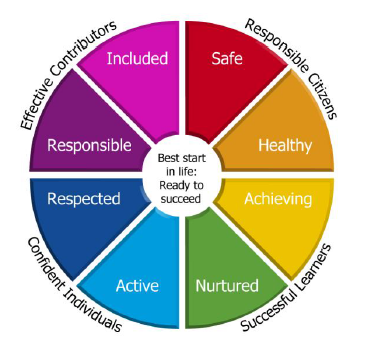 Effective Contributors
Responsible Citizens
Included
Safe
Responsible
Healthy
Best start
in life:
Ready to
succeed
Respected
Achieving
Active
Nurtured
Confident Individuals
Successful Learners